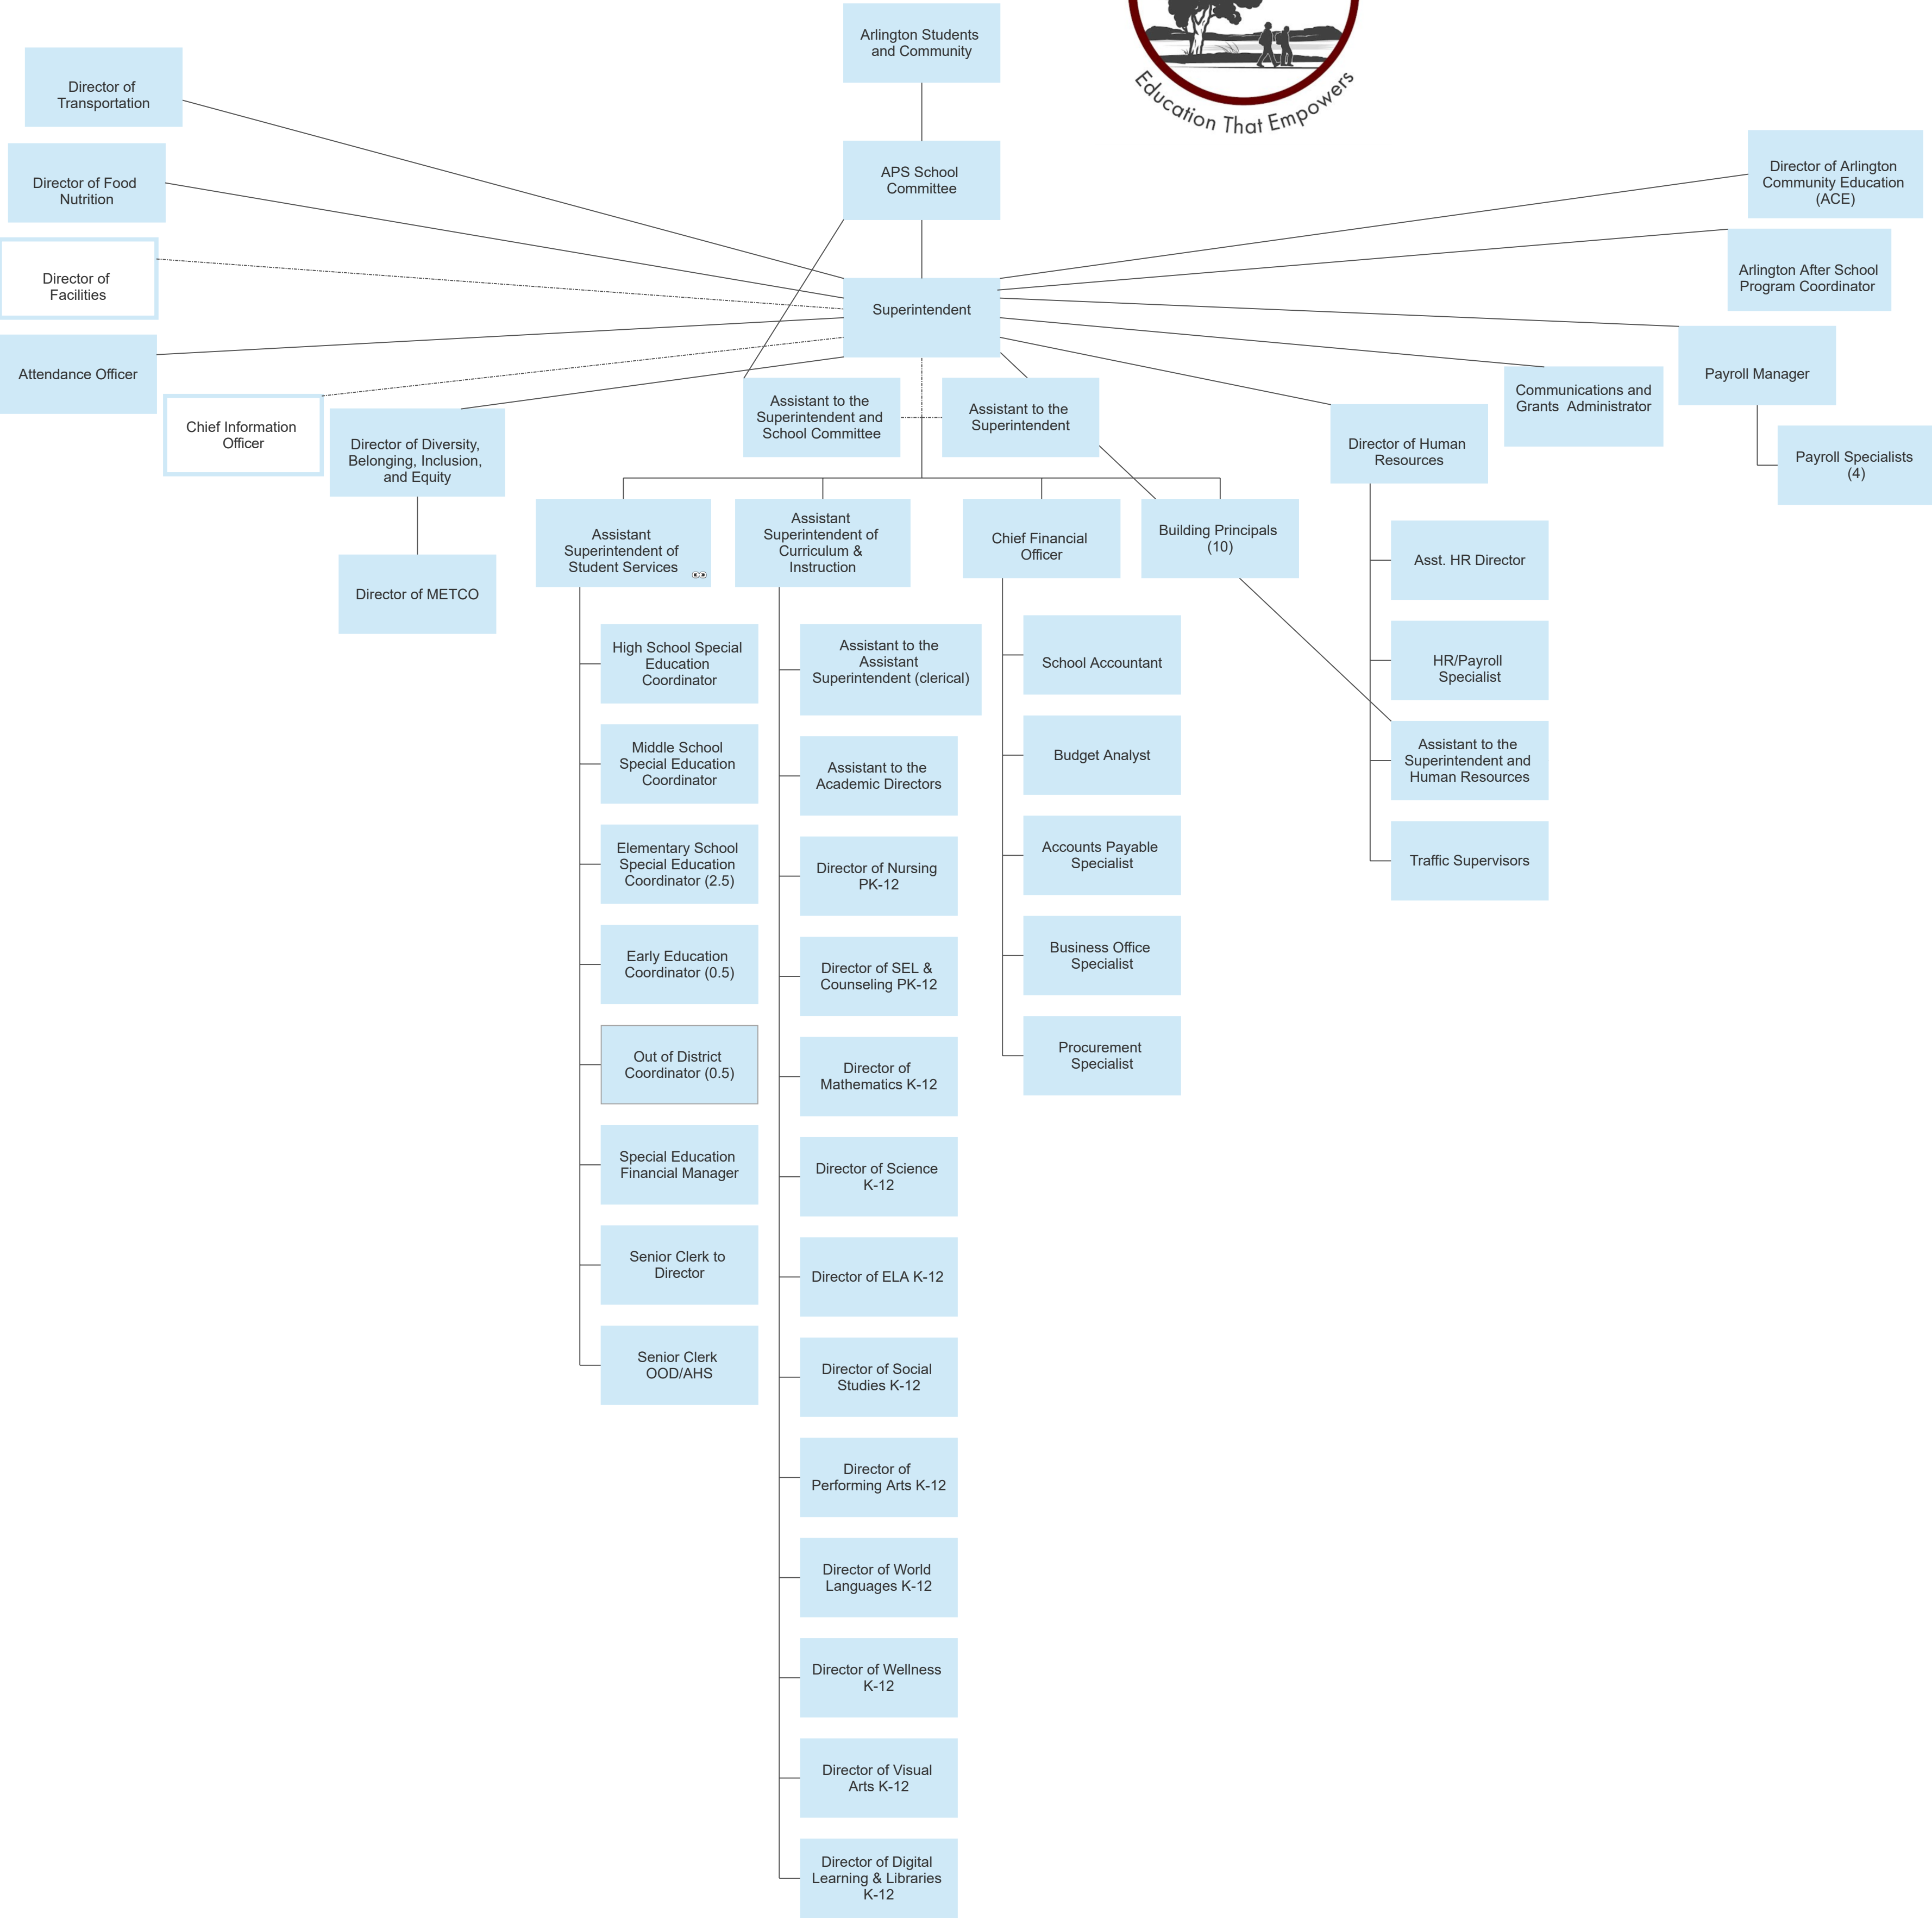 Arlington Students
and Community
Education That Empowers
Director of
Transportation
APS School
Committee
Director of Food
Nutrition
Director of Arlington
Community Education
(ACE)
Director of
Facilities
Arlington After School
Program Coordinator
Superintendent
Attendance Officer
Payroll Manager
Chief Information
Officer
Director of Diversity,
Belonging, Inclusion,
and Equity
Assistant to the
Superintendent and
School Committee
Assistant to the
Superintendent
Communications and
Grants Administrator
Director of Human
Resources
Payroll Specialists
(4)
Director of METCO
Assistant
Superintendent of
Student Services
Assistant
Superintendent of
Curriculum &
Instruction
Chief Financial
Officer
Building Principals
(10)
High School Special
Education
Coordinator
Middle School
Special Education
Coordinator
Elementary School
Special Education
Coordinator (2.5)
Early Education
Coordinator (0.5)
Out of District
Coordinator (0.5)
Special Education
Financial Manager
Senior Clerk to
Director
Senior Clerk
OOD/AHS
Assistant to the
Assistant
Superintendent (clerical)
Assistant to the
Academic Directors
Director of Nursing
PK-12
Director of SEL &
Counseling PK-12
Director of
Mathematics K-12
Director of Science
K-12
Director of ELA K-12
Director of Social
Studies K-12
Director of
Performing Arts K-12
Director of World
Languages K-12
Director of Wellness
K-12
Director of Visual
Arts K-12
Director of Digital
Learning & Libraries
K-12
School Accountant
Budget Analyst
Accounts Payable
Specialist
Business Office
Specialist
Procurement
Specialist
Asst. HR Director
HR/Payroll
Specialist
Assistant to the
Superintendent and
Human Resources
Traffic Supervisors